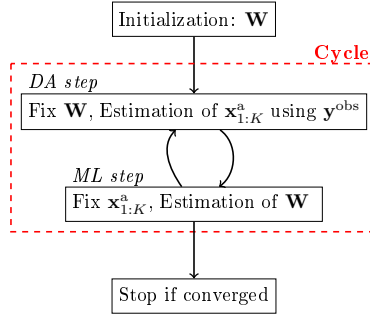 Initialization: W
Cycle
DA step
Fix W, Estimation of x^a_{1:K} using y^obs
ML step
Fix x^a_{1:K}, Estimation of W
Stop if converged